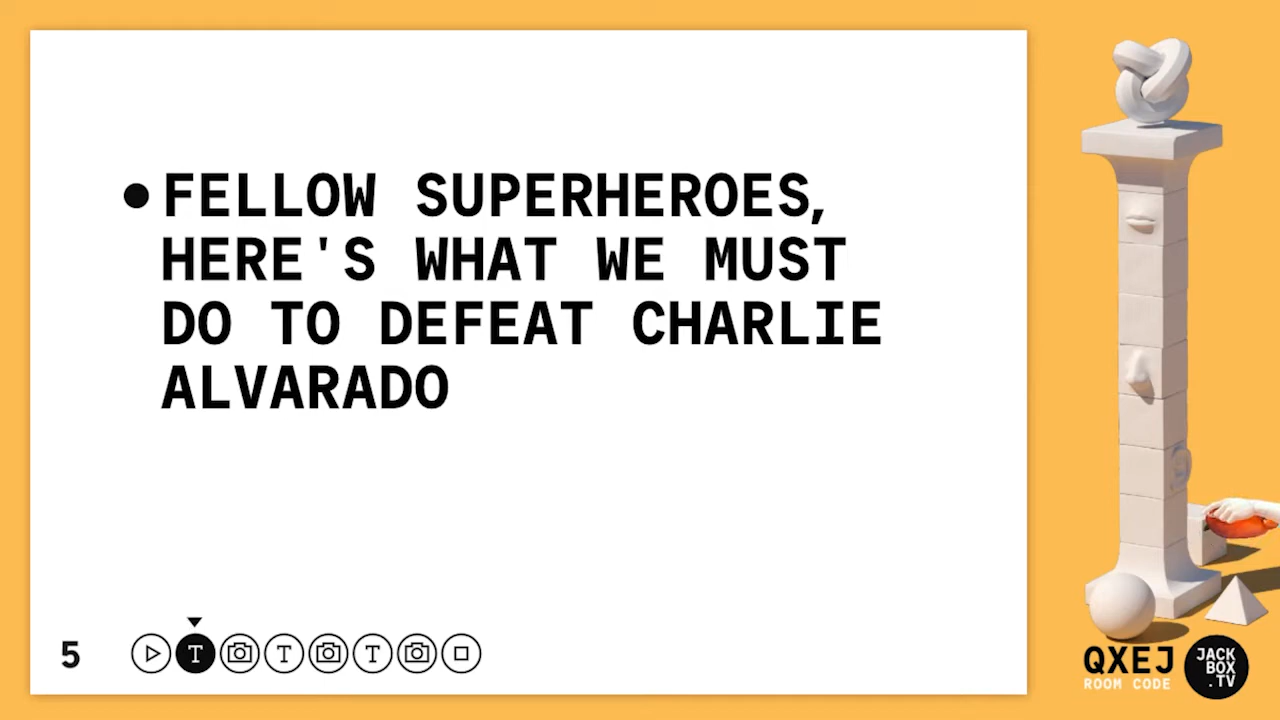 FELLOW SUPERHEROES,
HERE'S WHAT WE MUST
DO TO DEFEAT CHARLIE
ALVARADO
5
T
T
T
QXEJ
ROOM CODE
JACK
BOX
.TV